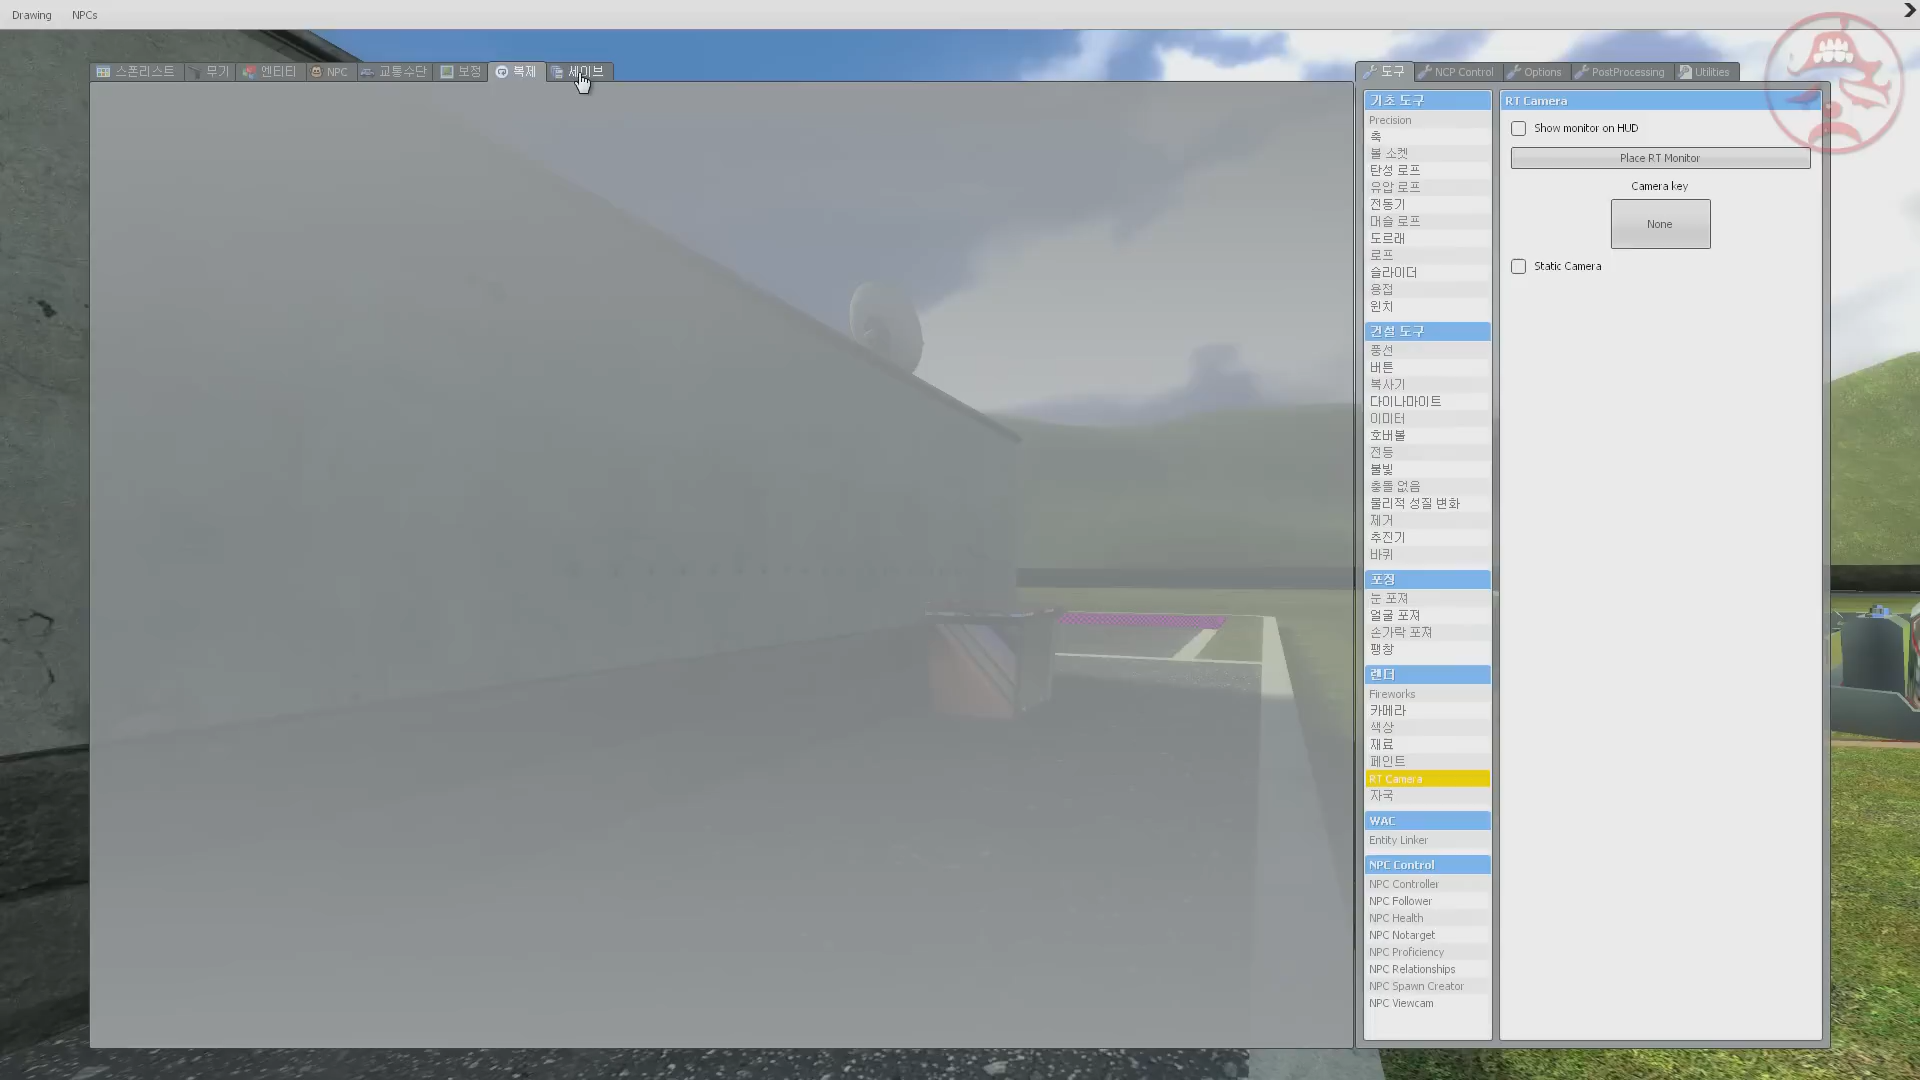 Drawing NPCs
스폰리스트 무기 엔티티 NPC 교통수단 보정 복제 세이브
도구 NCP Control Options PostProcessing Utilities
기초 도구
Precision
축
볼 소켓
탄성 로프
유압 로프
전동기
머슬 로프
도르래
로프
슬라이더
용접
윈치
건설 도구
풍선
버튼
복사기
다이나마이트
이미터
호버볼
전등
불빛
충돌 없음
물리적 성질 변화
제거
추진기
바퀴
포징
눈 포져
얼굴 포져
손가락 포져
팽창
렌더
Fireworks
카메라
색상
재료
페인트
RT Camera
자국
WAC
Entity Linker
NPC Control
NPC Controller
NPC Follower
NPC Health
NPC Notarget
NPC Proficiency
NPC Relationships
NPC Spawn Creator
NPC Viewcam
RT Camera
Show monitor on HUD
Place RT Monitor
Camera key
None
Static Camera